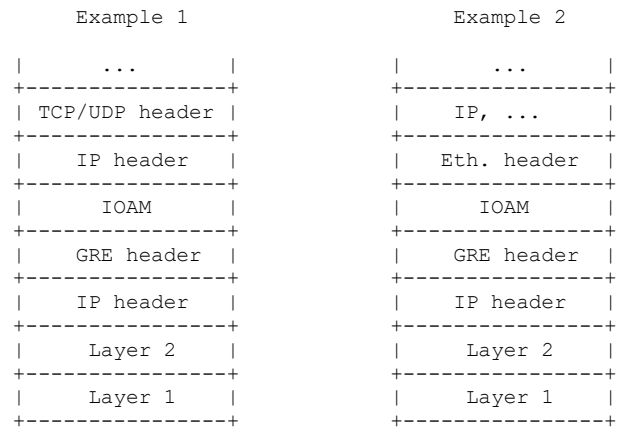 Example 1                      Example 2
|      ...       |             |      ...       |
+----------------+             +----------------+
| TCP/UDP header |             |    IP, ...     |
+----------------+             +----------------+
|   IP header    |             |  Eth. header   |
+----------------+             +----------------+
|      IOAM      |             |      IOAM      |
+----------------+             +----------------+
|   GRE header   |             |   GRE header   |
+----------------+             +----------------+
|   IP header    |             |   IP header    |
+----------------+             +----------------+
|    Layer 2     |             |    Layer 2     |
+----------------+             +----------------+
|    Layer 1     |             |    Layer 1     |
+----------------+             +----------------+